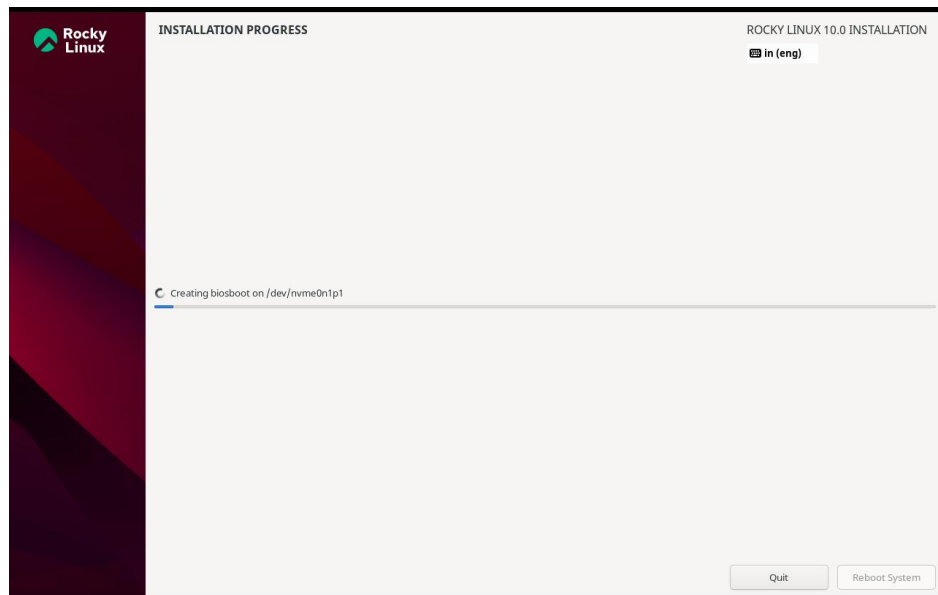 Rocky
Linux
INSTALLATION PROGRESS
ROCKY LINUX 10.0 INSTALLATION
in (eng)
Creating biosboot on /dev/nvme0n1p1
Quit
Reboot System